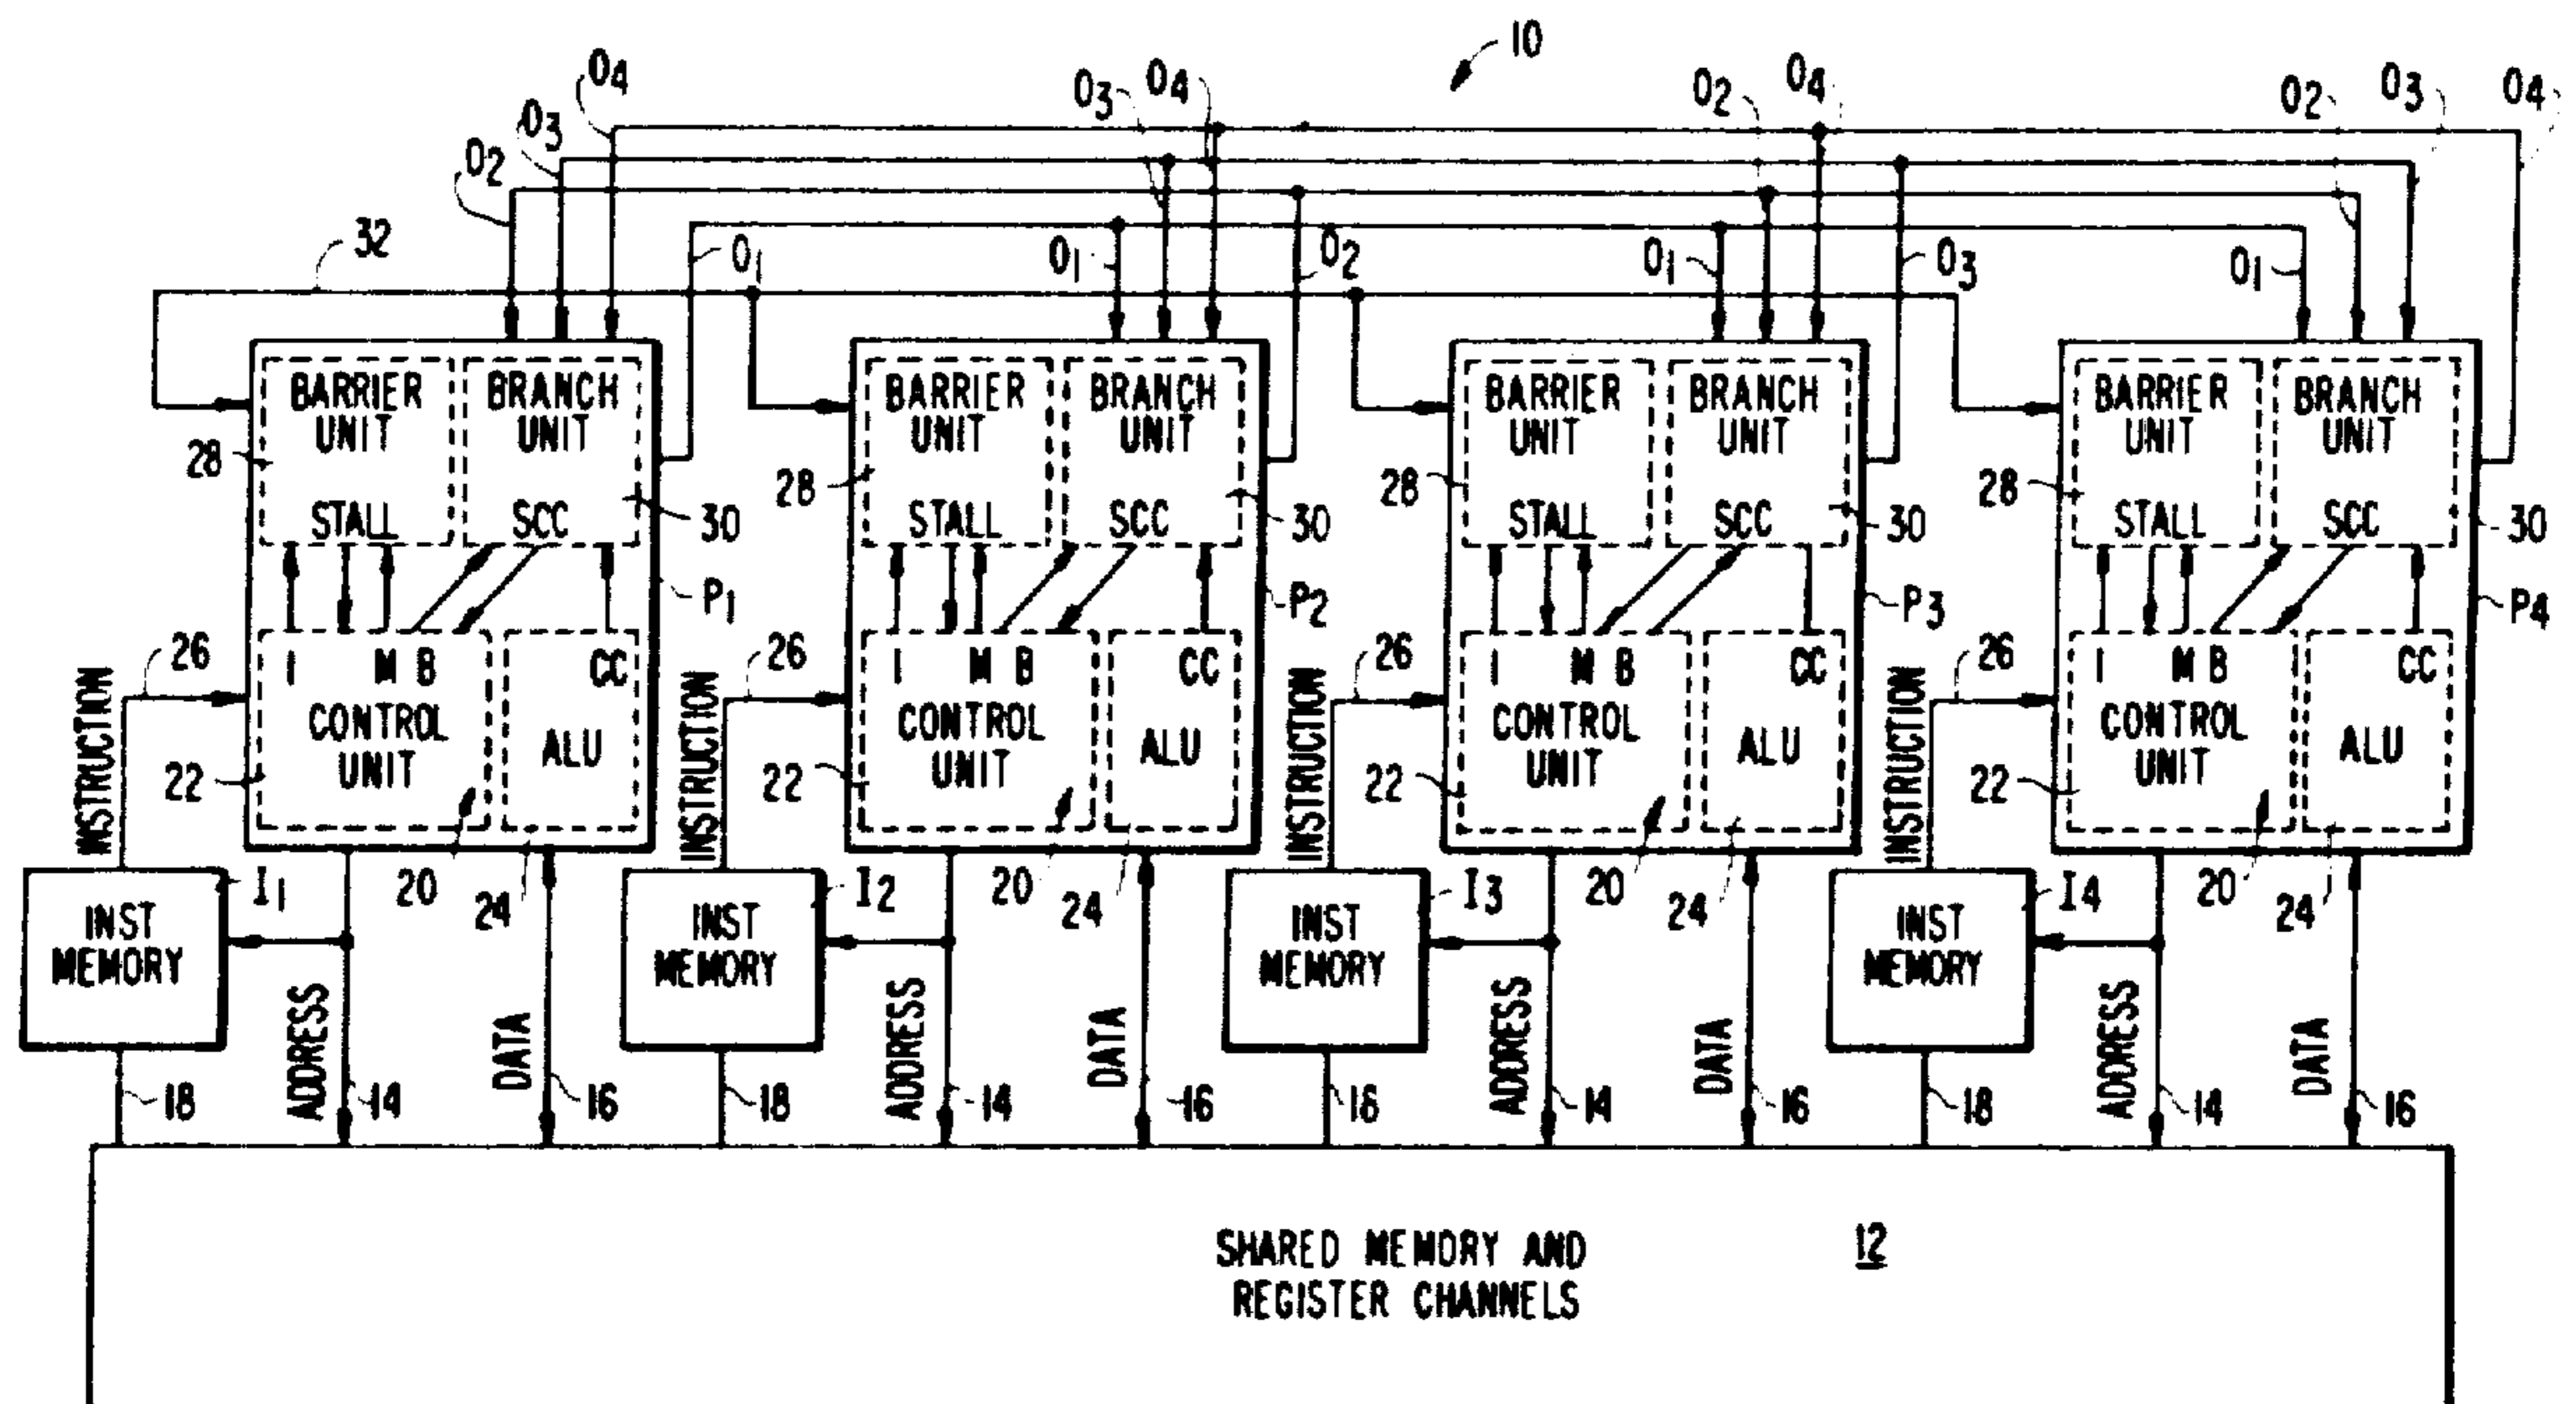 10
O4 O3 O4 O2 O4 O2 O3 O4
O3
O2
32
O1 O1 O2 O1 O3 O1
BARRIER UNIT BRANCH UNIT BARRIER UNIT BRANCH UNIT BARRIER UNIT BRANCH UNIT BARRIER UNIT BRANCH UNIT
28 28 28 28
STALL SCC 30 STALL SCC 30 STALL SCC 30 STALL SCC 30
P1 P2 P3 P4
26 26 26 26
I M B CC I M B CC I M B CC I M B CC
INSTRUCTION INSTRUCTION INSTRUCTION INSTRUCTION
CONTROL UNIT ALU CONTROL UNIT ALU CONTROL UNIT ALU CONTROL UNIT ALU
22 22 22 22
I1 20 24 I2 20 24 I3 20 24 I4 20 24
INST MEMORY INST MEMORY INST MEMORY INST MEMORY
ADDRESS DATA ADDRESS DATA ADDRESS DATA ADDRESS DATA
18 14 16 18 14 16 18 14 16 18 14 16
SHARED MEMORY AND 12
REGISTER CHANNELS